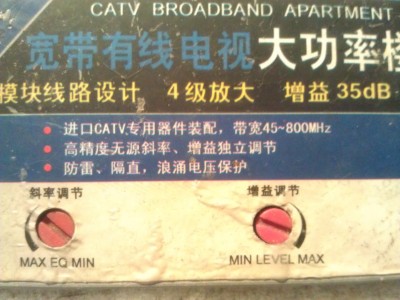 CATV BROADBAND APARTMENT
宽带有线电视大功率楼
模块线路设计 4级放大 增益35dB
• 进口CATV专用器件装配，带宽45~800MHz
• 高精度无源斜率、增益独立调节
• 防雷、隔直，浪涌电压保护
斜率调节 增益调节
MAX EQ MIN MIN LEVEL MAX